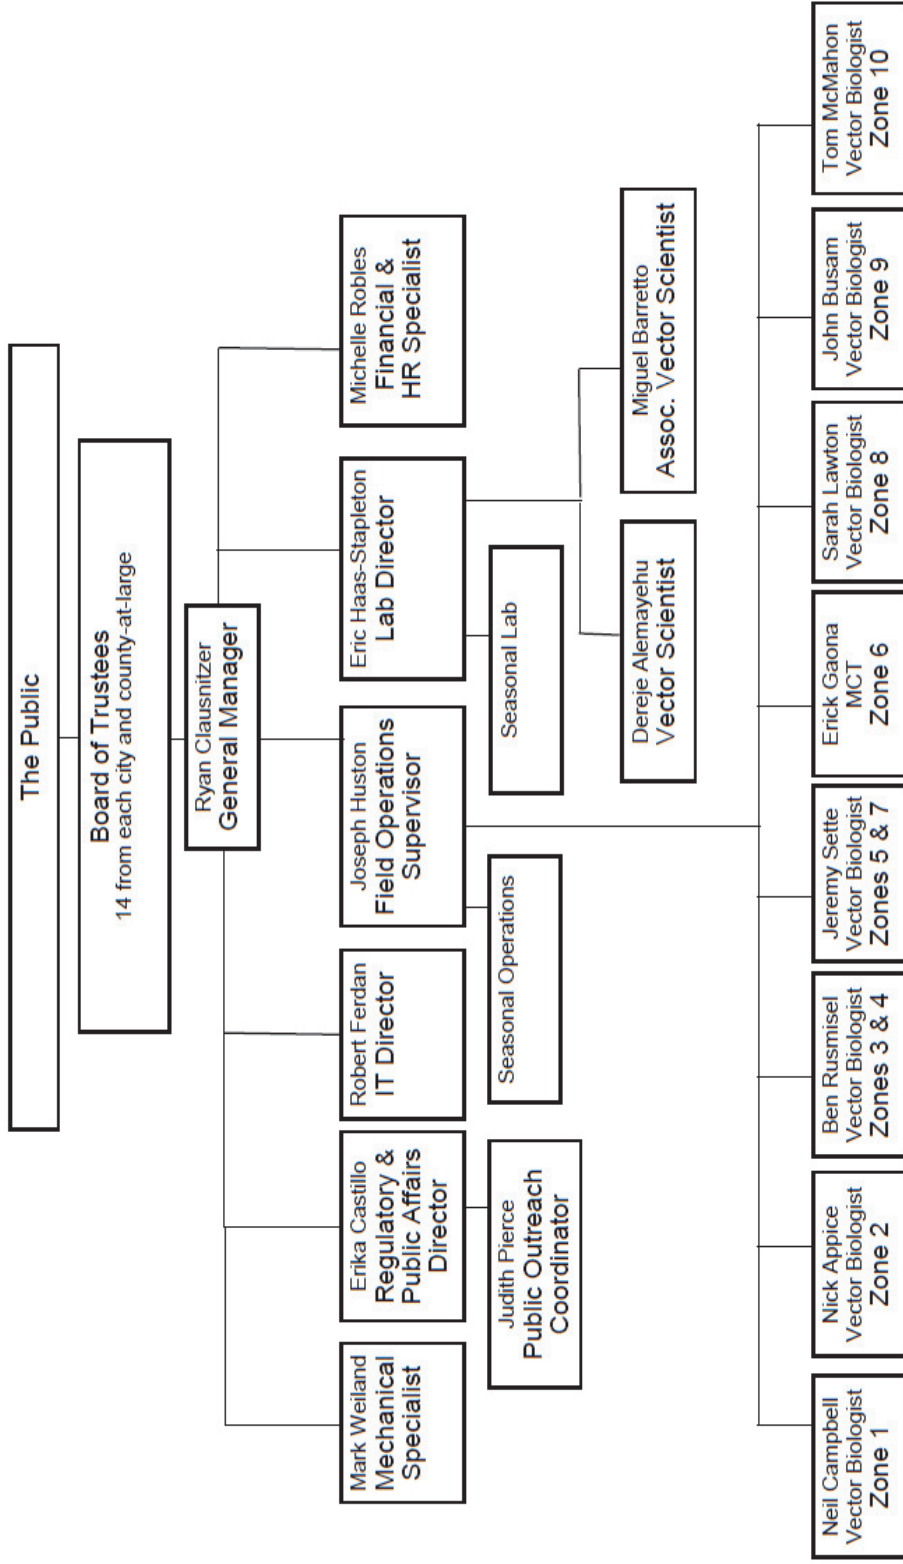 The Public
Board of Trustees
14 from each city and county-at-large
Ryan Clausnitzer
General Manager
Mark Weiland
Mechanical
Specialist
Erika Castillo
Regulatory &
Public Affairs
Director
Robert Ferdan
IT Director
Joseph Huston
Field Operations
Supervisor
Eric Haas-Stapleton
Lab Director
Michelle Robles
Financial &
HR Specialist
Judith Pierce
Public Outreach
Coordinator
Seasonal Operations
Seasonal Lab
Dereje Alemayehu
Vector Scientist
Miguel Barretto
Assoc. Vector Scientist
Neil Campbell
Vector Biologist
Zone 1
Nick Appice
Vector Biologist
Zone 2
Ben Rusmisel
Vector Biologist
Zones 3 & 4
Jeremy Sette
Vector Biologist
Zones 5 & 7
Erick Gaona
MCT
Zone 6
Sarah Lawton
Vector Biologist
Zone 8
John Busam
Vector Biologist
Zone 9
Tom McMahon
Vector Biologist
Zone 10